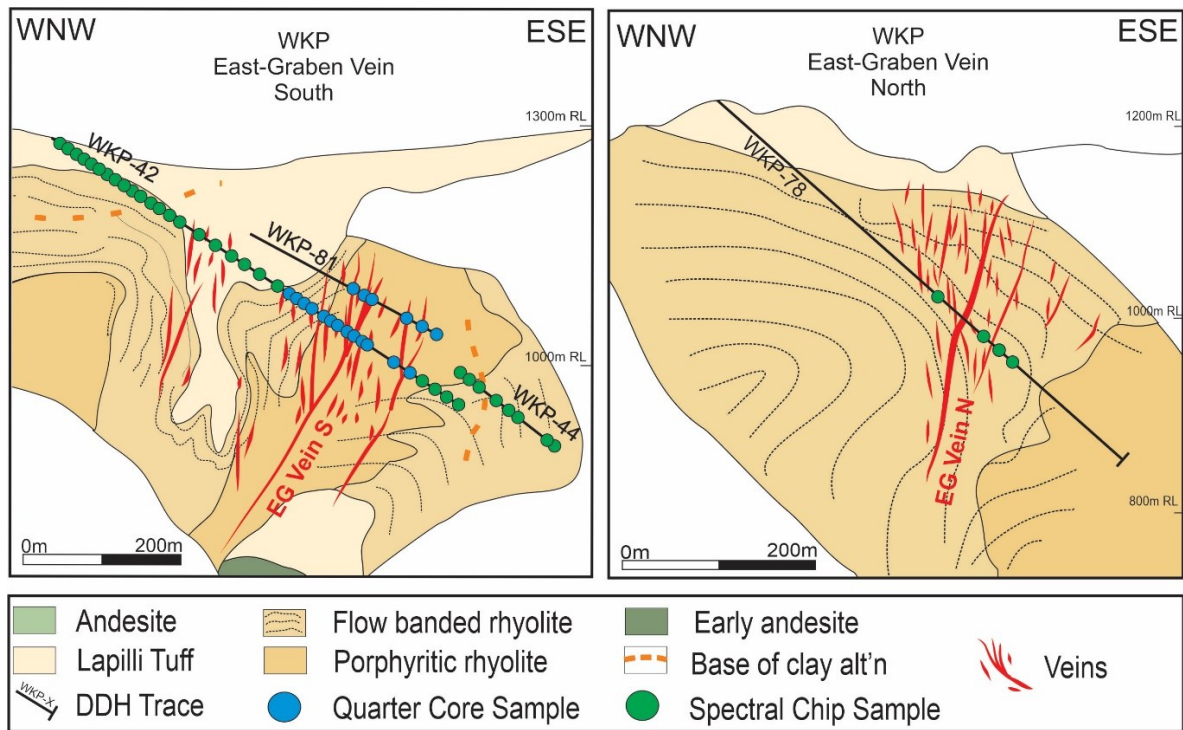 WNW
ESE
WKP
East-Graben Vein
South
1300m RL
WKP-42
WKP-81
1000m RL
WKP-44
EG Vein S
0m
200m
WNW
ESE
WKP
East-Graben Vein
North
1200m RL
WKP-78
1000m RL
EG Vein N
800m RL
0m
200m
Andesite
Flow banded rhyolite
Early andesite
Lapilli Tuff
Porphyritic rhyolite
Base of clay alt'n
Veins
WKP-X
DDH Trace
Quarter Core Sample
Spectral Chip Sample